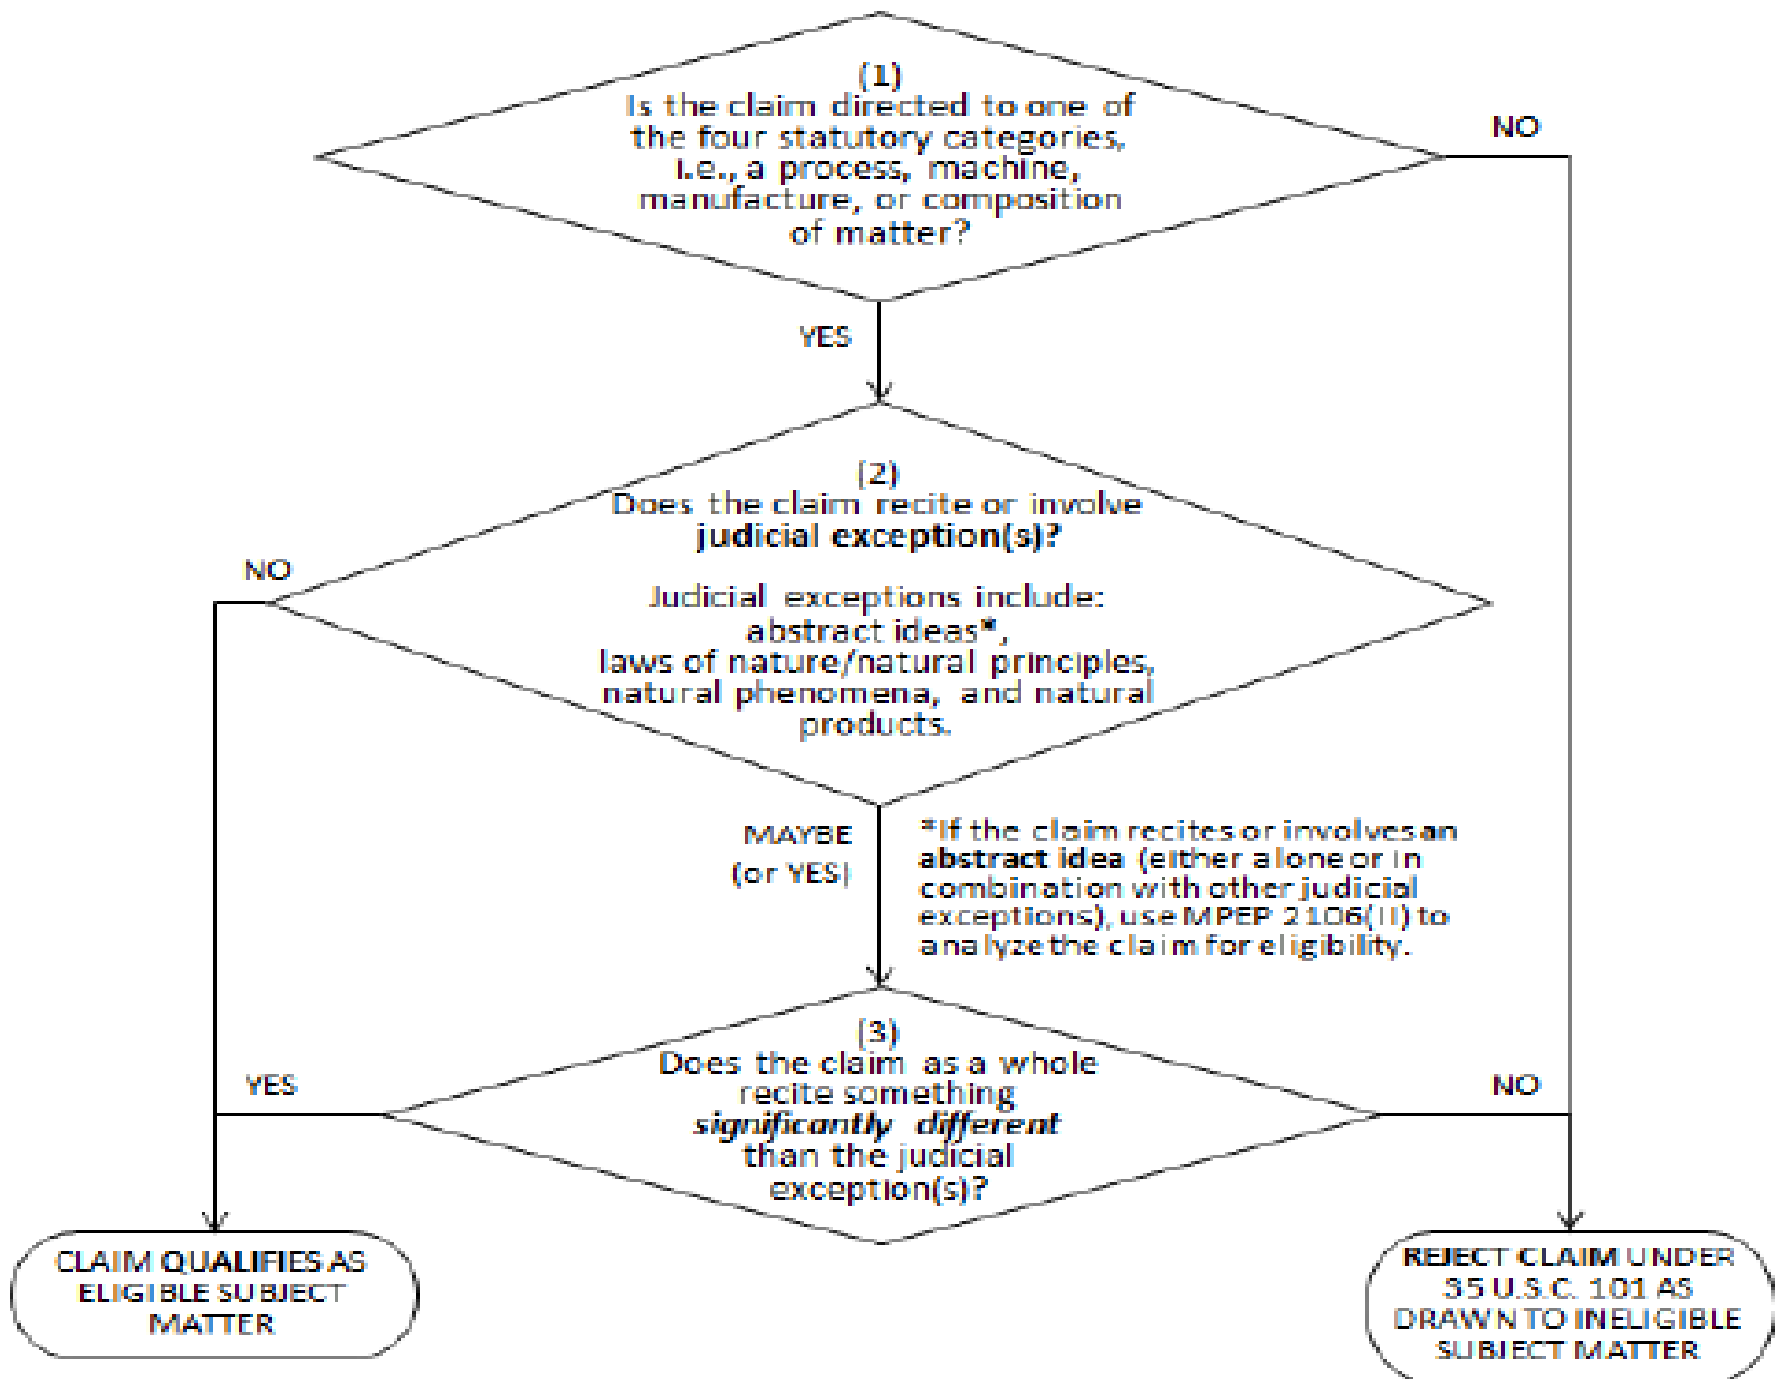 (1)
Is the claim directed to one of
the four statutory categories,
i.e., a process, machine,
manufacture, or composition
of matter?
NO
YES
(2)
Does the claim recite or involve
judicial exception(s)?
NO
Judicial exceptions include:
abstract ideas*,
laws of nature/natural principles,
natural phenomena, and natural
products.
MAYBE
(or YES)
*If the claim recites or involves an
abstract idea (either alone or in
combination with other judicial
exceptions), use MPEP 2106(II) to
analyze the claim for eligibility.
(3)
Does the claim as a whole
recite something
significantly different
than the judicial
exception(s)?
YES
NO
CLAIM QUALIFIES AS
ELIGIBLE SUBJECT
MATTER
REJECT CLAIM UNDER
35 U.S.C. 101 AS
DRAWN TO INELIGIBLE
SUBJECT MATTER